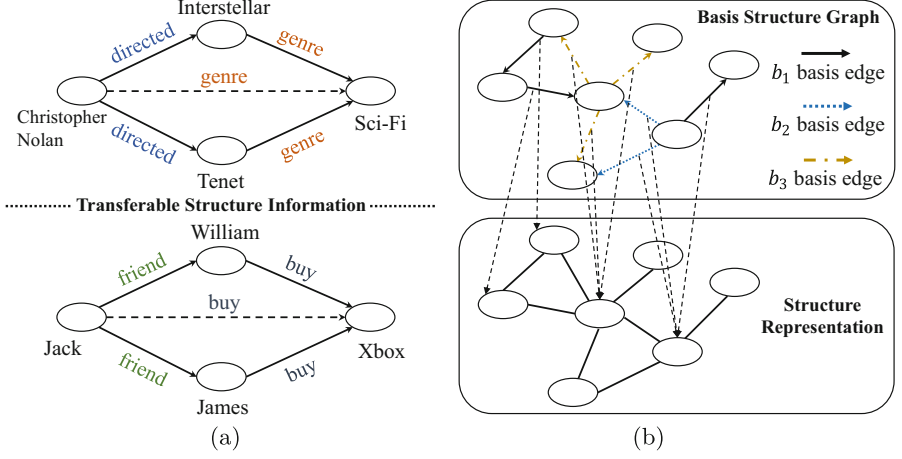 Interstellar
directed
genre
genre
Christopher
Nolan
Sci-Fi
directed
genre
Tenet
Transferable Structure Information
William
friend
buy
buy
Jack
Xbox
friend
buy
James
(a)
Basis Structure Graph
b₁ basis edge
b₂ basis edge
b₃ basis edge
Structure
Representation
(b)